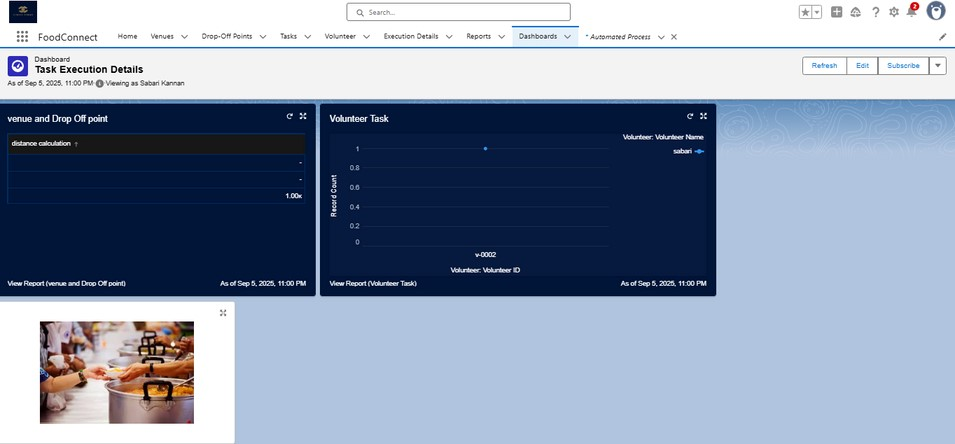 Search...
2
FoodConnect
Home
Venues
Drop-Off Points
Tasks
Volunteer
Execution Details
Reports
Dashboards
* Automated Process
Dashboard
Task Execution Details
As of Sep 5, 2025, 11:00 PM·Viewing as Sabari Kannan
Refresh
Edit
Subscribe
venue and Drop Off point
distance calculation ↑
-
-
1.00x
View Report (venue and Drop Off point)
As of Sep 5, 2025, 11:00 PM
Volunteer Task
Volunteer: Volunteer Name
sabari
Record Count
1
0.8
0.6
0.4
0.2
0
v-0002
Volunteer: Volunteer ID
View Report (Volunteer Task)
As of Sep 5, 2025, 11:00 PM